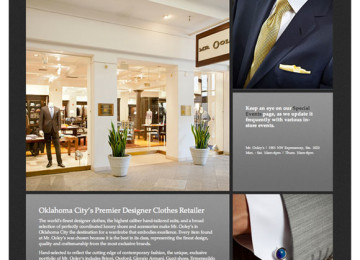 MR. OOL
Keep an eye on our Special
Events page, as we update it
frequently with various in-
store events.
Oklahoma City's Premier Designer Clothes Retailer
The world's finest designer clothes, the highest caliber hand-tailored suits, and a broad
selection of perfectly coordinated luxury shoes and accessories make Mr. Ooley's in
Oklahoma City the destination for a wardrobe that embodies excellence. Every item found
at Mr. Ooley's was chosen because it is the best in its class, representing the finest design,
quality and craftsmanship from the most exclusive brands.
Hand-selected to reflect the cutting edge of contemporary fashion, the unique, exclusive
portfolio of Mr. Ooley's includes Brioni, Oxxford,